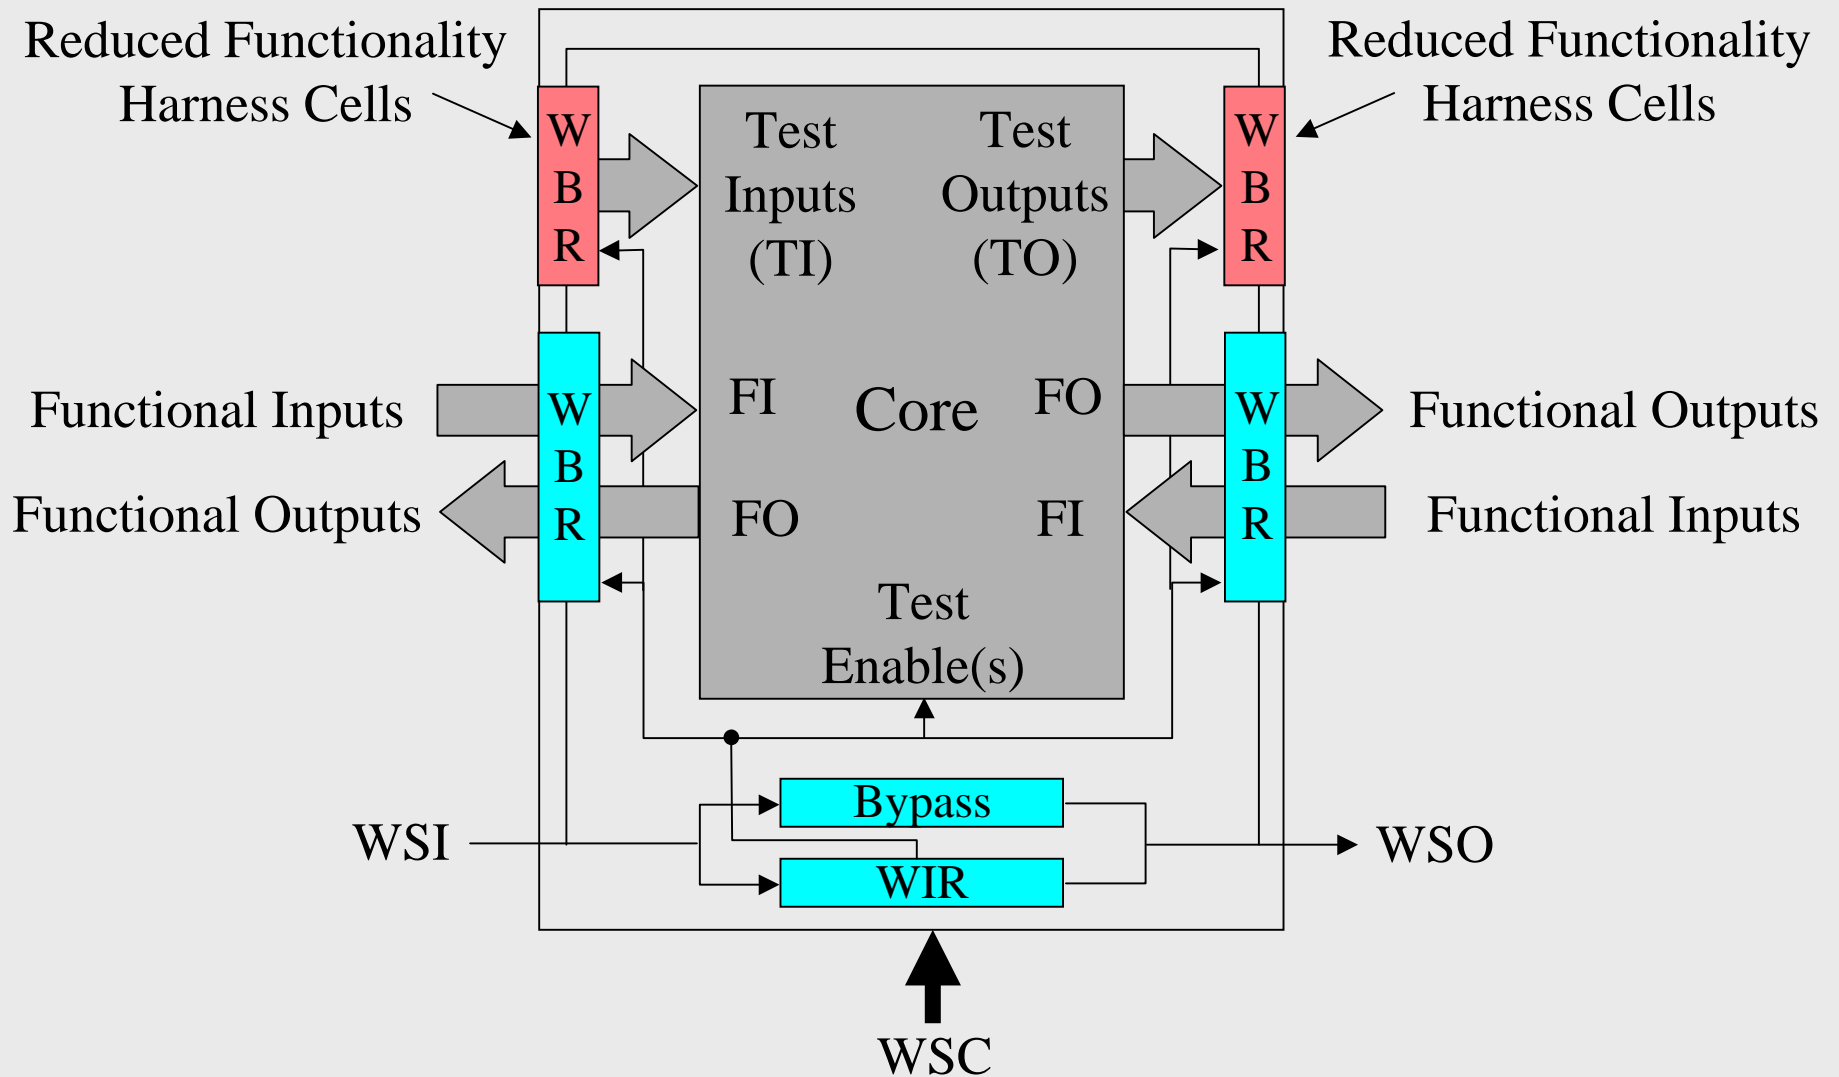 Reduced Functionality
Harness Cells
Reduced Functionality
Harness Cells
W
B
R
Test
Inputs
(TI)
Test
Outputs
(TO)
W
B
R
Functional Inputs
Functional Outputs
W
B
R
FI
FO
Core
FO
FI
W
B
R
Functional Outputs
Functional Inputs
Test
Enable(s)
Bypass
WSI
WIR
WSO
WSC